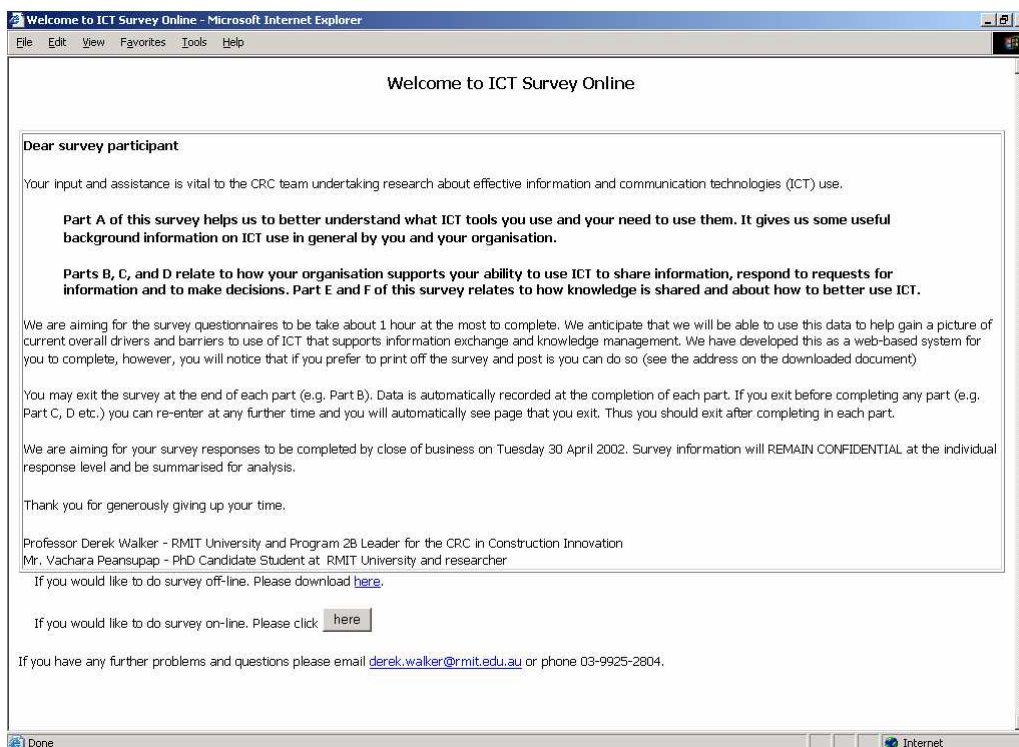 Welcome to ICT Survey Online - Microsoft Internet Explorer
File Edit View Favorites Tools Help
Welcome to ICT Survey Online
Dear survey participant
Your input and assistance is vital to the CRC team undertaking research about effective information and communication technologies (ICT) use.
Part A of this survey helps us to better understand what ICT tools you use and your need to use them. It gives us some useful
background information on ICT use in general by you and your organisation.
Parts B, C, and D relate to how your organisation supports your ability to use ICT to share information, respond to requests for
information and to make decisions. Part E and F of this survey relates to how knowledge is shared and about how to better use ICT.
We are aiming for the survey questionnaires to be take about 1 hour at the most to complete. We anticipate that we will be able to use this data to help gain a picture of
current overall drivers and barriers to use of ICT that supports information exchange and knowledge management. We have developed this as a web-based system for
you to complete, however, you will notice that if you prefer to print off the survey and post is you can do so (see the address on the downloaded document)
You may exit the survey at the end of each part (e.g. Part B). Data is automatically recorded at the completion of each part. If you exit before completing any part (e.g.
Part C, D etc.) you can re-enter at any further time and you will automatically see page that you exit. Thus you should exit after completing in each part.
We are aiming for your survey responses to be completed by close of business on Tuesday 30 April 2002. Survey information will REMAIN CONFIDENTIAL at the individual
response level and be summarised for analysis.
Thank you for generously giving up your time.
Professor Derek Walker - RMIT University and Program 2B Leader for the CRC in Construction Innovation
Mr. Vachara Peansupap - PhD Candidate Student at RMIT University and researcher
If you would like to do survey off-line. Please download here.
If you would like to do survey on-line. Please click here
If you have any further problems and questions please email derek.walker@rmit.edu.au or phone 03-9925-2804.
Done Internet